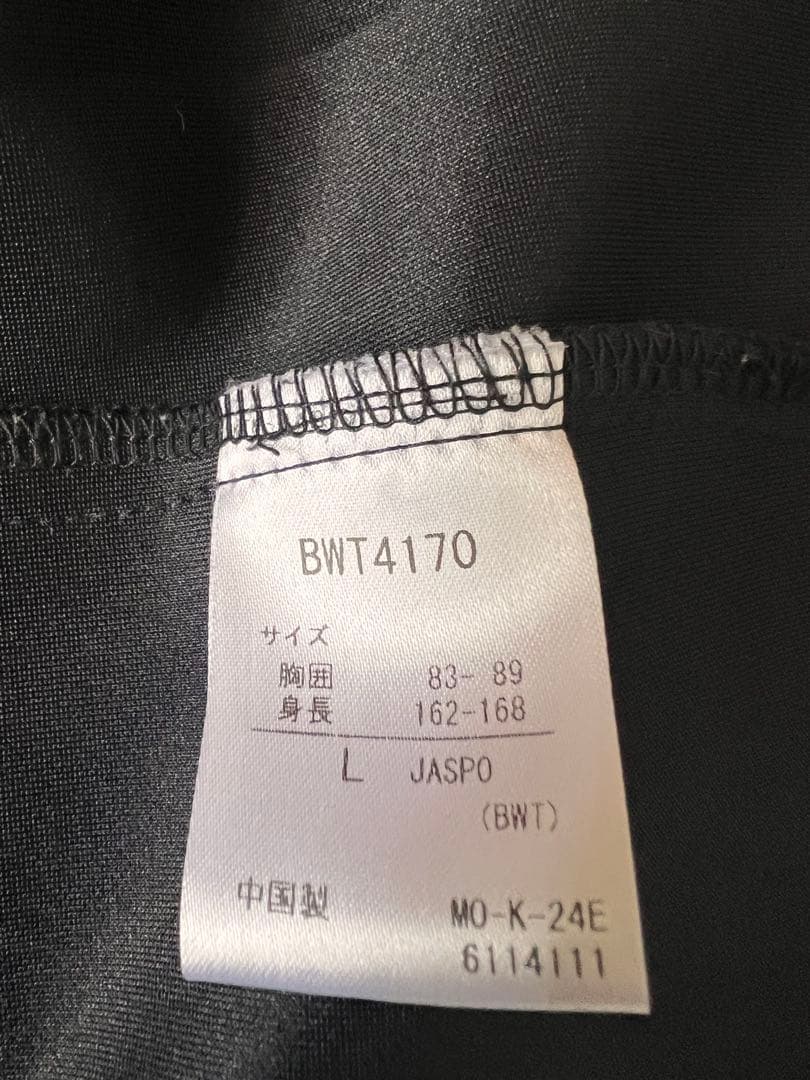 BWT4170
サイズ
胸囲 83- 89
身長 162-168
L JASPO
(BWT)
中国製 MO-K-24E
6114111